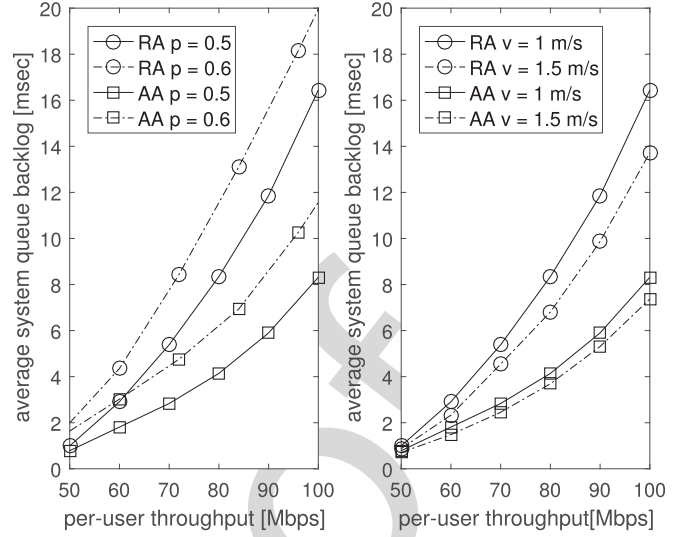 20
18
16
14
12
10
8
6
4
2
0
average system queue backlog [msec]
RA p = 0.5
RA p = 0.6
AA p = 0.5
AA p = 0.6
50 60 70 80 90 100
per-user throughput [Mbps]
20
18
16
14
12
10
8
6
4
2
0
average system queue backlog [msec]
RA v = 1 m/s
RA v = 1.5 m/s
AA v = 1 m/s
AA v = 1.5 m/s
50 60 70 80 90 100
per-user throughput[Mbps]